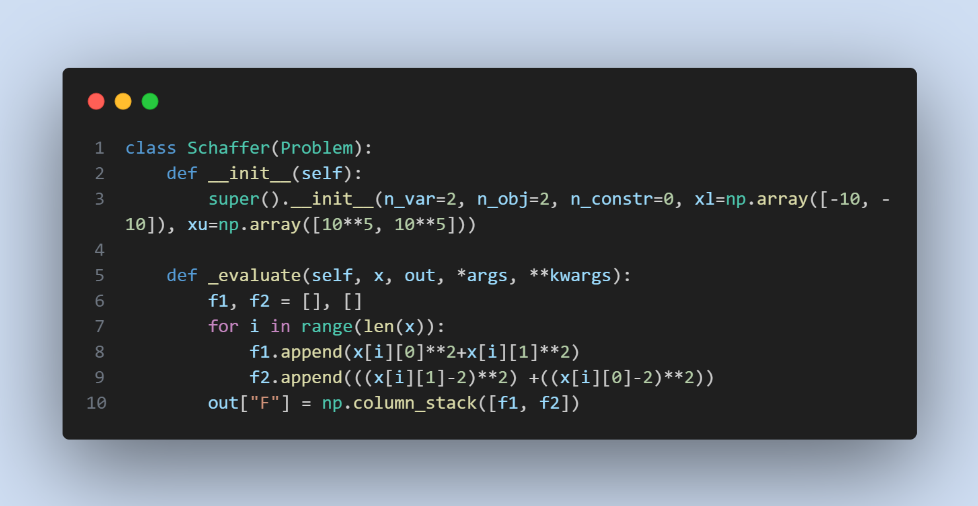 1 class Schaffer(Problem):
2     def __init__(self):
3         super().__init__(n_var=2, n_obj=2, n_constr=0, xl=np.array([-10, -
10]), xu=np.array([10**5, 10**5]))
4
5     def _evaluate(self, x, out, *args, **kwargs):
6         f1, f2 = [], []
7         for i in range(len(x)):
8             f1.append(x[i][0]**2+x[i][1]**2)
9             f2.append(((x[i][1]-2)**2) +((x[i][0]-2)**2))
10         out["F"] = np.column_stack([f1, f2])